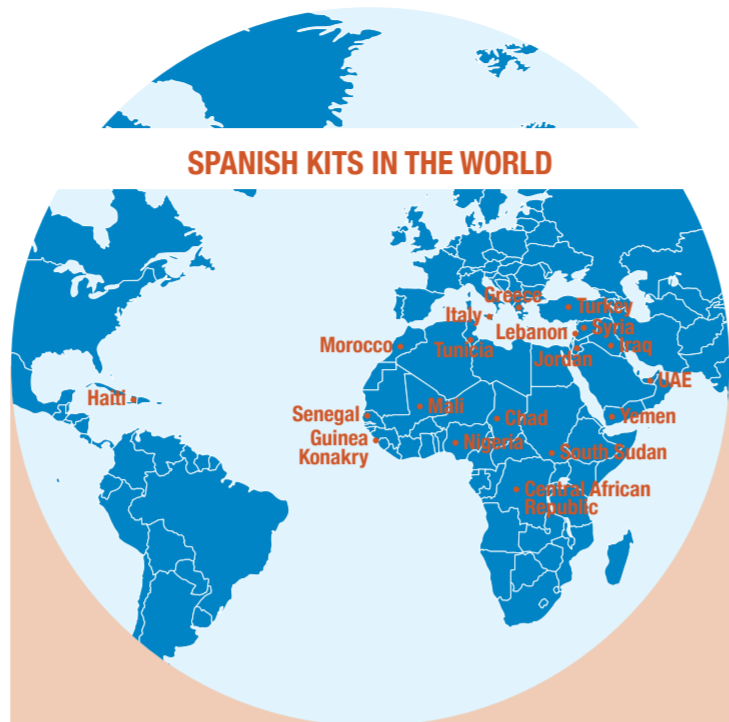 SPANISH KITS IN THE WORLD
Greece
Turkey
Italy
Lebanon
Syria
Morocco
Tunicia
Jordan
Iraq
UAE
Haiti
Senegal
Mali
Chad
Yemen
Guinea
Konakry
Nigeria
South Sudan
Central African
Republic